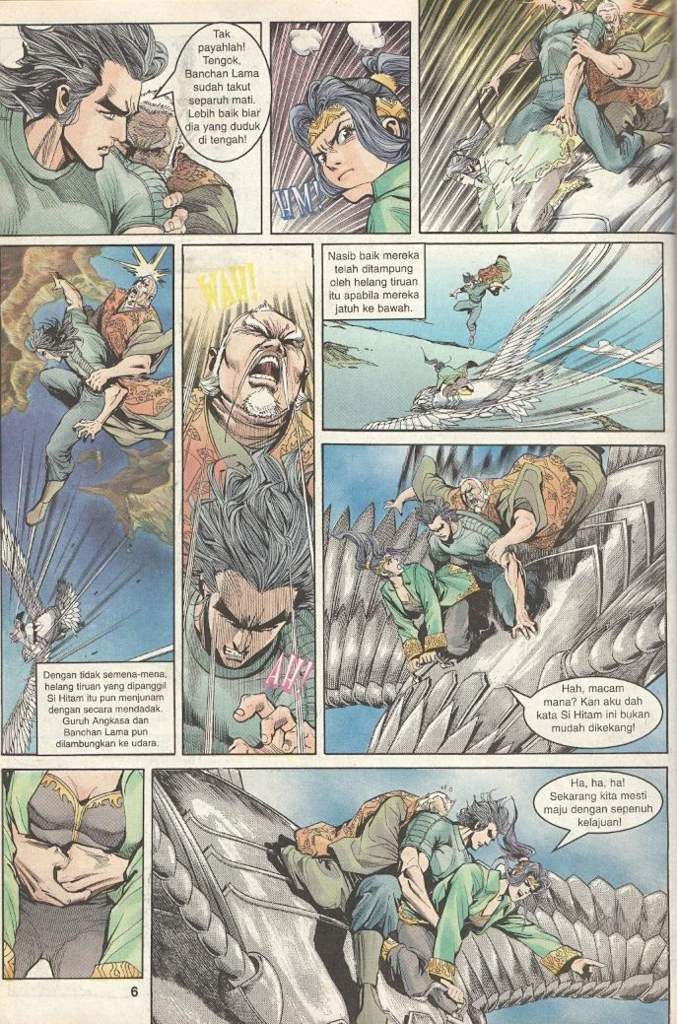 Tak
payahlah!
Tengok,
Banchan Lama
sudah takut
separuh mati.
Lebih baik biar
dia yang duduk
di tengah!
HM!
Dengan tidak semena-mena,
helang tiruan yang dipanggil
Si Hitam itu pun menjunam
dengan secara mendadak.
Guruh Angkasa dan
Banchan Lama pun
dilambungkan ke udara.
WAH!
AH!
Nasib baik mereka
telah ditampung
oleh helang tiruan
itu apabila mereka
jatuh ke bawah.
Hah, macam
mana? Kan aku dah
kata Si Hitam ini bukan
mudah dikekang!
Ha, ha, ha!
Sekarang kita mesti
maju dengan sepenuh
kelajuan!
6